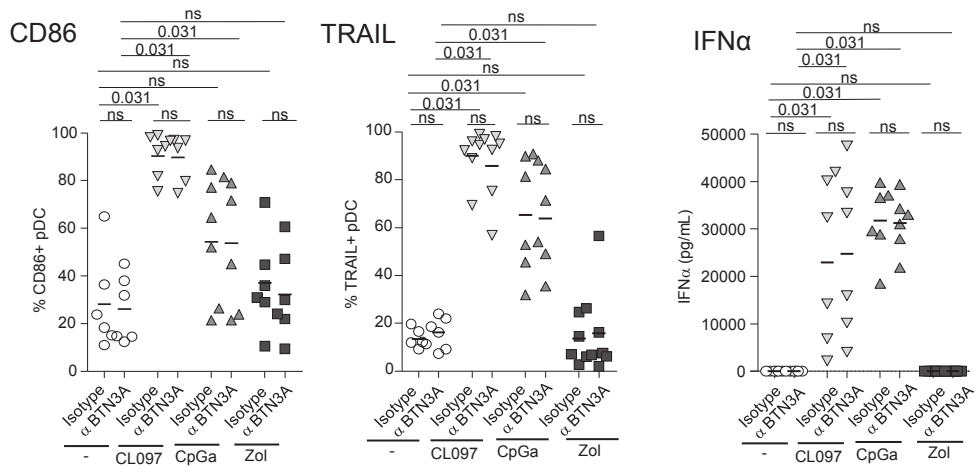 CD86
ns
0.031
0.031
ns
ns
0.031
ns ns ns ns
% CD86+ pDC
100
80
60
40
20
0
Isotype α BTN3A Isotype α BTN3A Isotype α BTN3A Isotype α BTN3A
- CL097 CpGa Zol
TRAIL
ns
0.031
0.031
ns
0.031
0.031
ns ns ns ns
% TRAIL+ pDC
100
80
60
40
20
0
Isotype α BTN3A Isotype α BTN3A Isotype α BTN3A Isotype α BTN3A
- CL097 CpGa Zol
IFNα
ns
0.031
0.031
ns
0.031
0.031
ns ns ns ns
IFNα (pg/mL)
50000
40000
30000
20000
10000
0
Isotype α BTN3A Isotype α BTN3A Isotype α BTN3A Isotype α BTN3A
- CL097 CpGa Zol